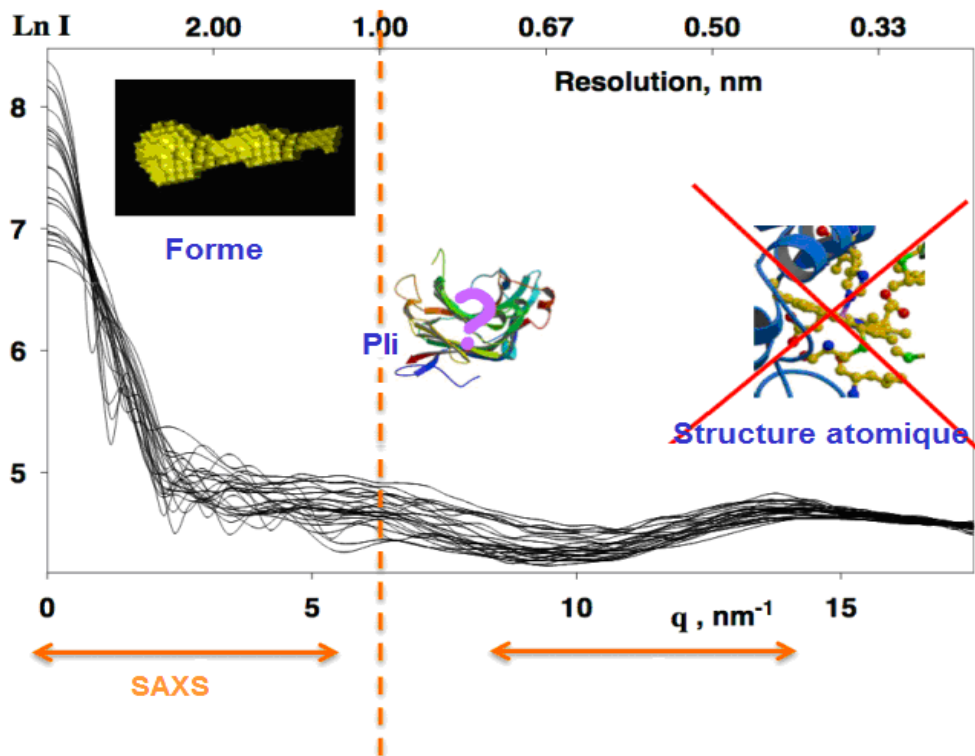 Ln I
2.00 1.00 0.67 0.50 0.33
Resolution, nm
8
7
6
5
Forme
Pli
?
Structure atomique
0 5 10 15
q , nm-1
SAXS